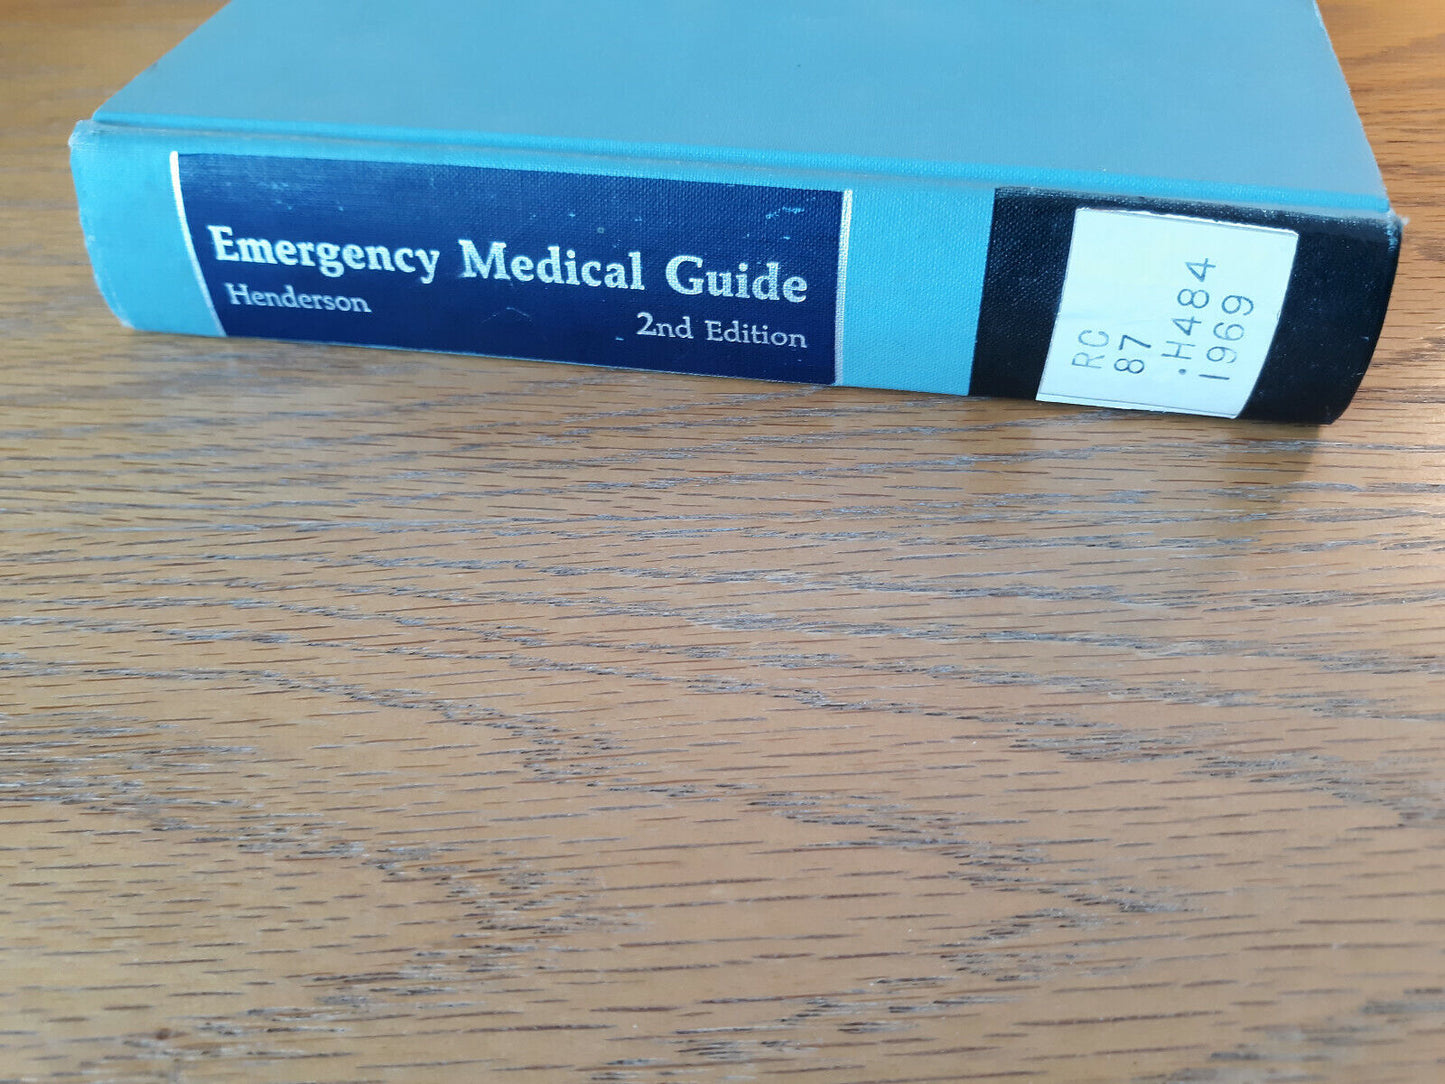 Emergency Medical Guide
Henderson
2nd Edition
RC
87
.H484
1969